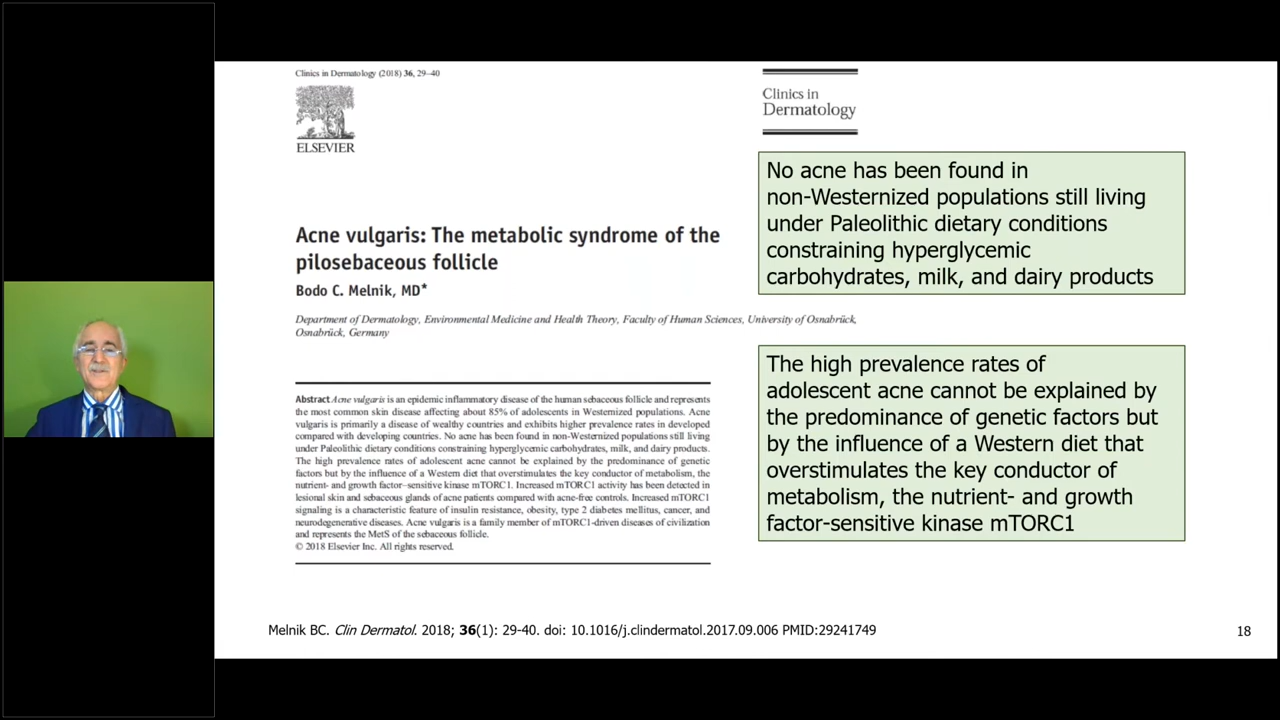 Clinics in Dermatology (2018) 36, 29–40
ELSEVIER
Clinics in
Dermatology
Acne vulgaris: The metabolic syndrome of the
pilosebaceous follicle
Bodo C. Melnik, MD*
Department of Dermatology, Environmental Medicine and Health Theory, Faculty of Human Sciences, University of Osnabrück,
Osnabrück, Germany
Abstract Acne vulgaris is an epidemic inflammatory disease of the human sebaceous follicle and represents
the most common skin disease affecting about 85% of adolescents in Westernized populations. Acne
vulgaris is primarily a disease of wealthy countries and exhibits higher prevalence rates in developed
compared with developing countries. No acne has been found in non-Westernized populations still living
under Paleolithic dietary conditions constraining hyperglycemic carbohydrates, milk, and dairy products.
The high prevalence rates of adolescent acne cannot be explained by the predominance of genetic
factors but by the influence of a Western diet that overstimulates the key conductor of metabolism, the
nutrient- and growth factor–sensitive kinase mTORC1. Increased mTORC1 activity has been detected in
lesional skin and sebaceous glands of acne patients compared with acne-free controls. Increased mTORC1
signaling is a characteristic feature of insulin resistance, obesity, type 2 diabetes mellitus, cancer, and
neurodegenerative diseases. Acne vulgaris is a family member of mTORC1-driven diseases of civilization
and represents the MetS of the sebaceous follicle.
© 2018 Elsevier Inc. All rights reserved.
No acne has been found in
non-Westernized populations still living
under Paleolithic dietary conditions
constraining hyperglycemic
carbohydrates, milk, and dairy products
The high prevalence rates of
adolescent acne cannot be explained by
the predominance of genetic factors but
by the influence of a Western diet that
overstimulates the key conductor of
metabolism, the nutrient- and growth
factor-sensitive kinase mTORC1
Melnik BC. Clin Dermatol. 2018; 36(1): 29-40. doi: 10.1016/j.clindermatol.2017.09.006 PMID:29241749
18